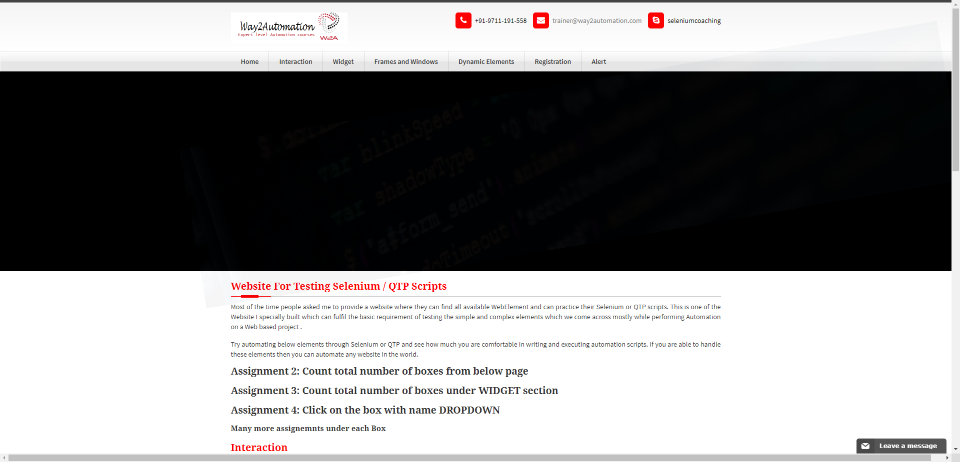 Way2Automation
Expert level Automation courses
W2A
+91-9711-191-558
trainer@way2automation.com
seleniumcoaching
Home
Interaction
Widget
Frames and Windows
Dynamic Elements
Registration
Alert
var blinkSpeed
var shadowType
Website For Testing Selenium / QTP Scripts
Most of the time people asked me to provide a website where they can find all available WebElement and can practice their Selenium or QTP scripts. This is one of the
Website I specially built which can fulfil the basic requirement of testing the simple and complex elements which we come across mostly while performing Automation
on a Web based project .
Try automating below elements through Selenium or QTP and see how much you are comfortable in writing and executing automation scripts. If you are able to handle
these elements then you can automate any website in the world.
Assignment 2: Count total number of boxes from below page
Assignment 3: Count total number of boxes under WIDGET section
Assignment 4: Click on the box with name DROPDOWN
Many more assignemnts under each Box
Interaction
Leave a message